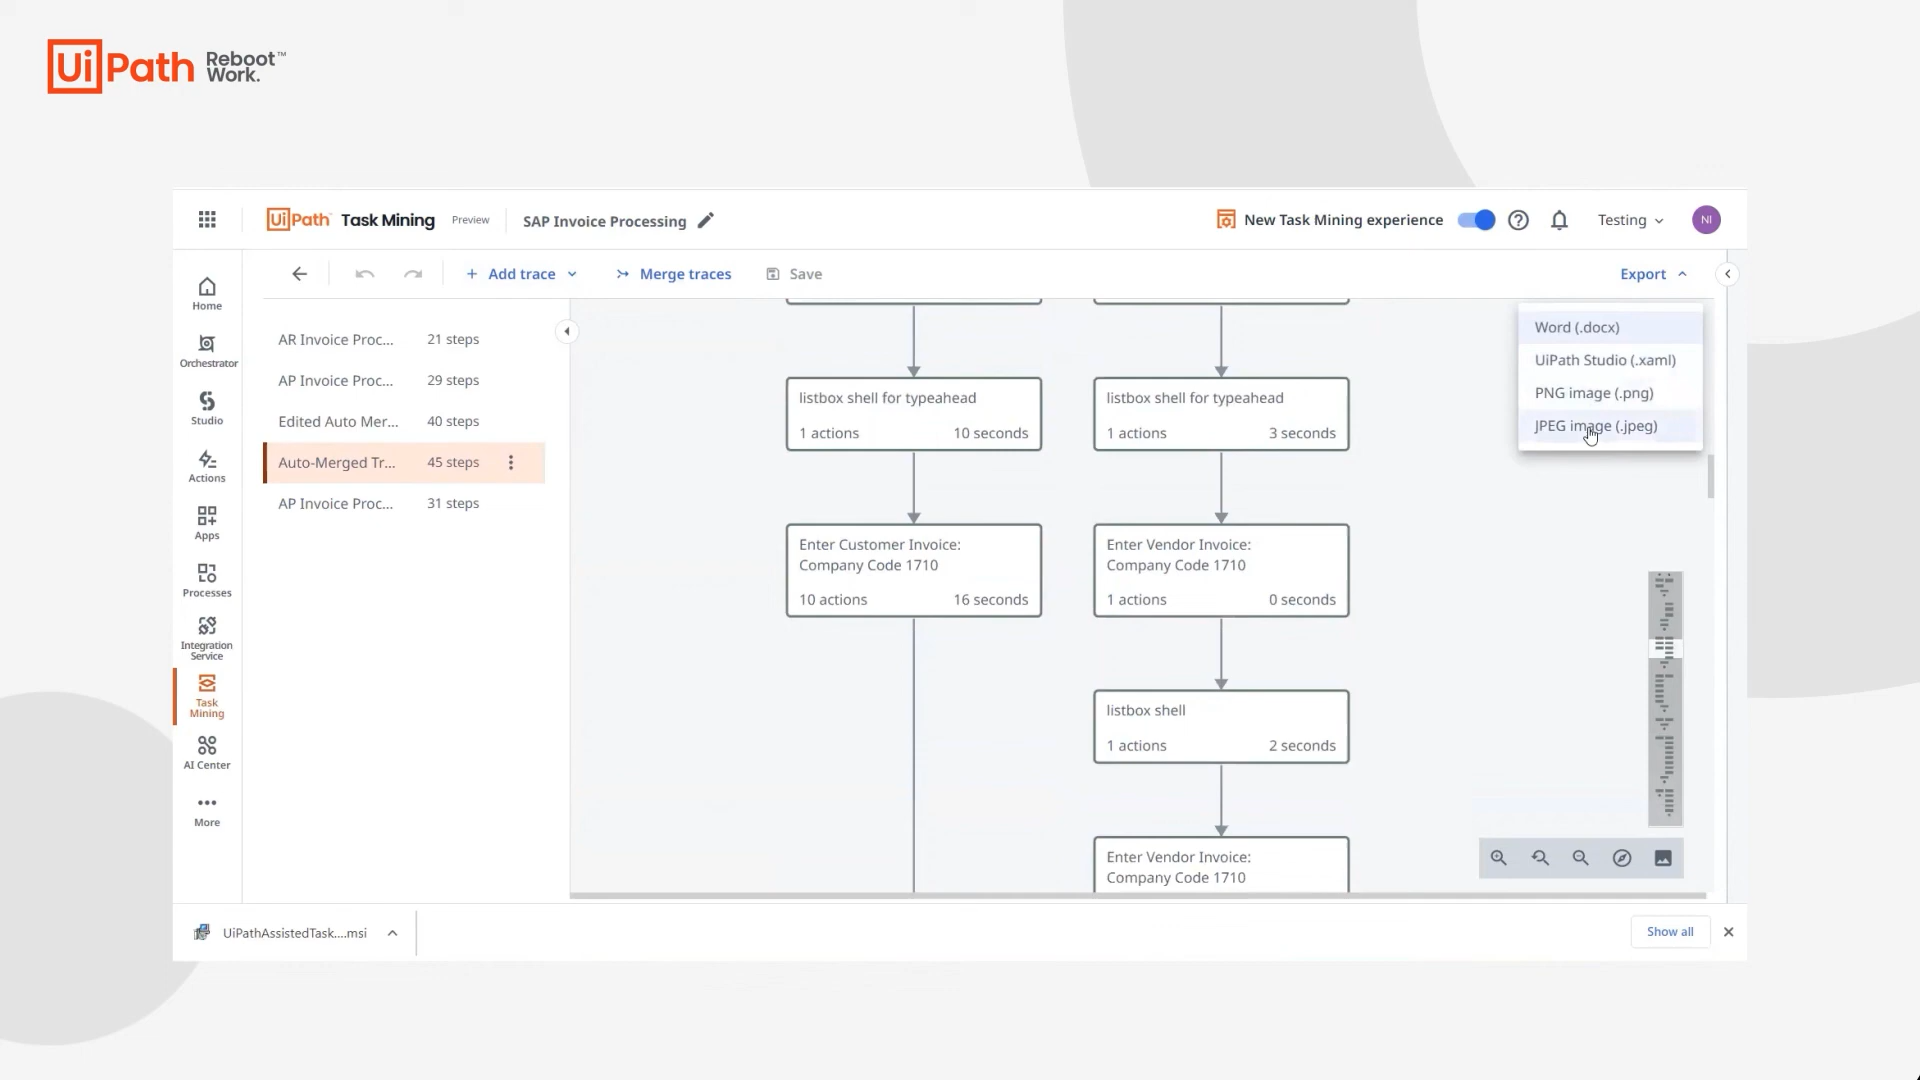 UiPath Reboot Work.™
UiPath Task Mining Preview SAP Invoice Processing
New Task Mining experience Testing NI
Add trace Merge traces Save Export
Home
Orchestrator
Studio
Actions
Apps
Processes
Integration
Service
Task
Mining
AI Center
More
AR Invoice Proc... 21 steps
AP Invoice Proc... 29 steps
Edited Auto Mer... 40 steps
Auto-Merged Tr... 45 steps
AP Invoice Proc... 31 steps
listbox shell for typeahead
1 actions 10 seconds
Enter Customer Invoice:
Company Code 1710
10 actions 16 seconds
listbox shell for typeahead
1 actions 3 seconds
Enter Vendor Invoice:
Company Code 1710
1 actions 0 seconds
listbox shell
1 actions 2 seconds
Enter Vendor Invoice:
Company Code 1710
Word (.docx)
UiPath Studio (.xaml)
PNG image (.png)
JPEG image (.jpeg)
UiPathAssistedTask....msi
Show all